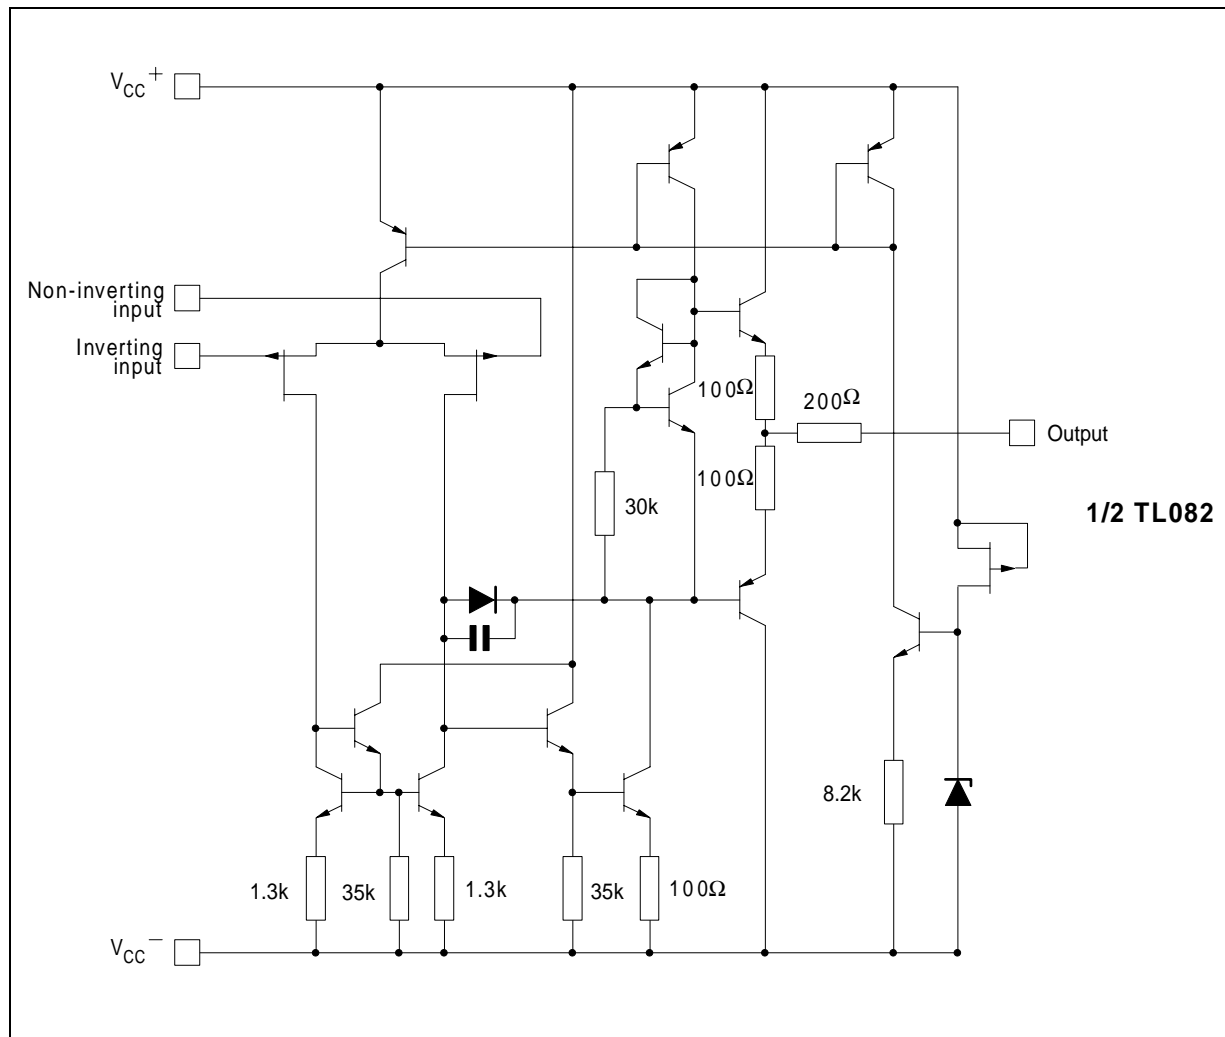 VCC+
Non-inverting
input
Inverting
input
100Ω
200Ω
Output
100Ω
30k
1/2 TL082
8.2k
1.3k
35k
1.3k
35k
100Ω
VCC−